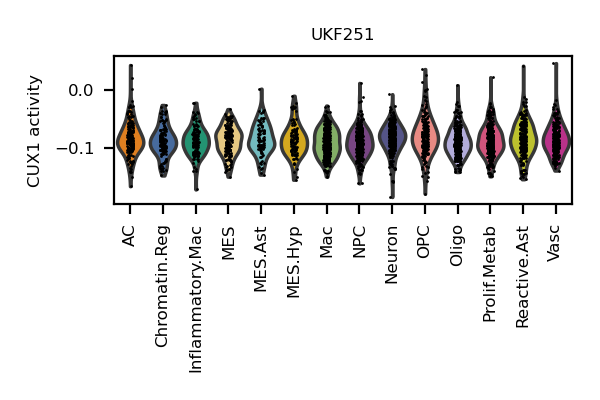 UKF251
CUX1 activity
0.0
−0.1
AC
Chromatin.Reg
Inflammatory.Mac
MES
MES.Ast
MES.Hyp
Mac
NPC
Neuron
OPC
Oligo
Prolif.Metab
Reactive.Ast
Vasc